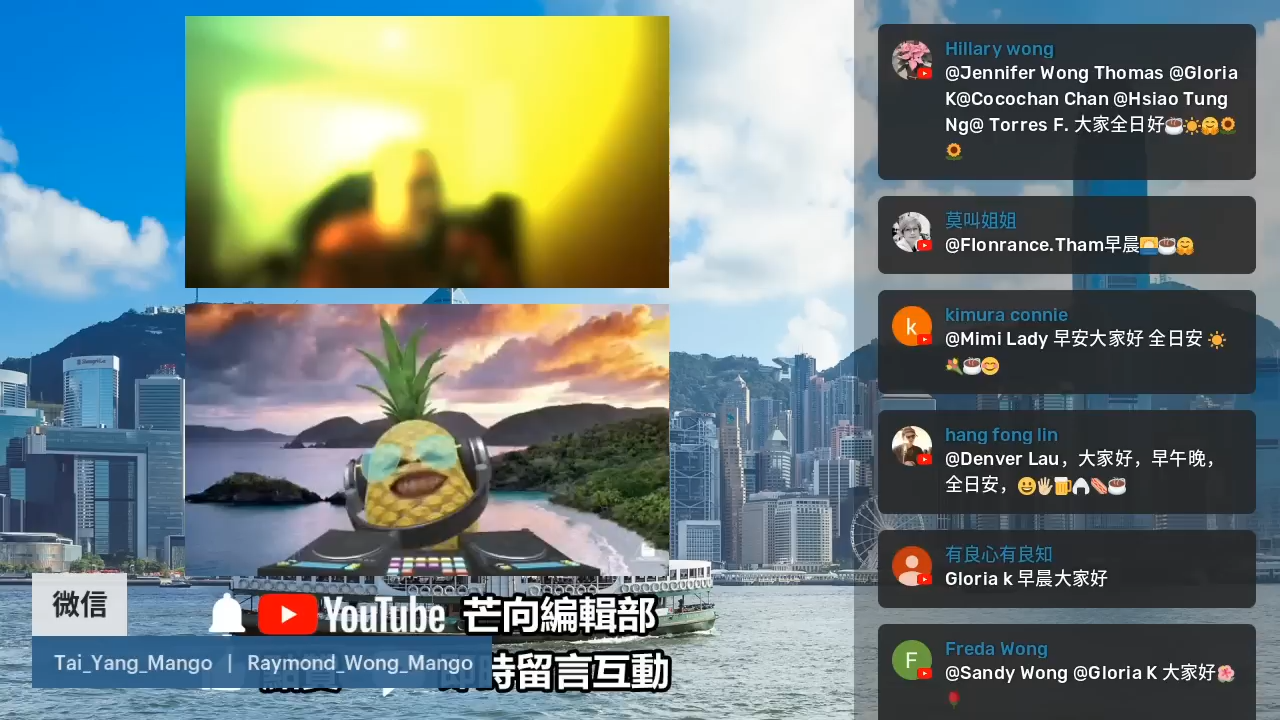 Hillary wong
@Jennifer Wong Thomas @Gloria
K@Cocochan Chan @Hsiao Tung
Ng@ Torres F. 大家全日好☕☀🤗🌻
🌻
莫叫姐姐
@Flonrance.Tham早晨🌅☕🤗
k
kimura connie
@Mimi Lady 早安大家好 全日安 ☀
💐☕😊
hang fong lin
@Denver Lau，大家好，早午晚，
全日安，😀🖐🍺🍙🌭☕
有良心有良知
Gloria k 早晨大家好
F
Freda Wong
@Sandy Wong @Gloria K 大家好🌸
🌹
微信
YouTube 芒向編輯部
Tai_Yang_Mango | Raymond_Wong_Mango
時留言互動